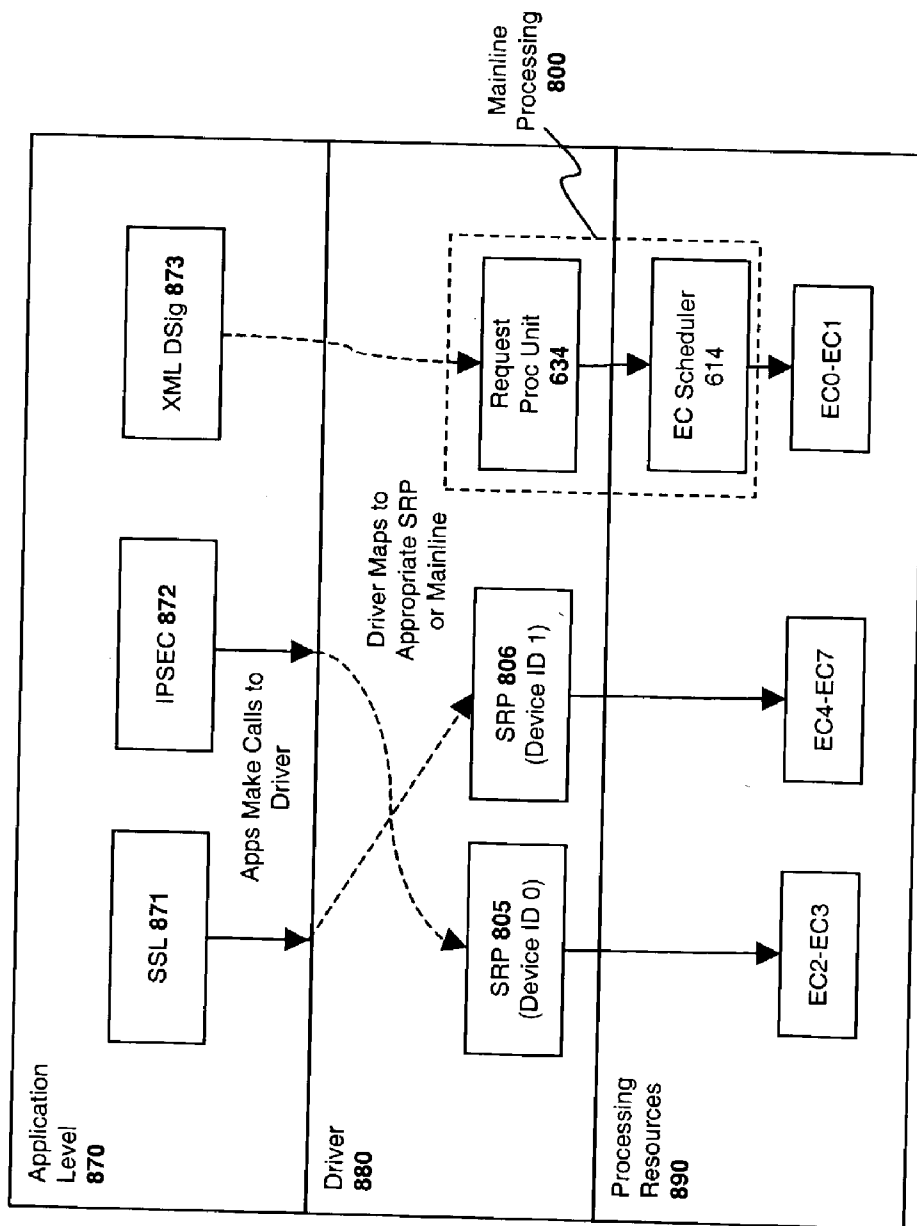 Application
Level
870
SSL 871
IPSEC 872
XML DSig 873
Apps Make Calls to
Driver
Driver
880
Driver Maps to
Appropriate SRP
or Mainline
Mainline
Processing
800
SRP 805
(Device ID 0)
SRP 806
(Device ID 1)
Request
Proc Unit
634
Processing
Resources
890
EC Scheduler
614
EC2-EC3
EC4-EC7
EC0-EC1